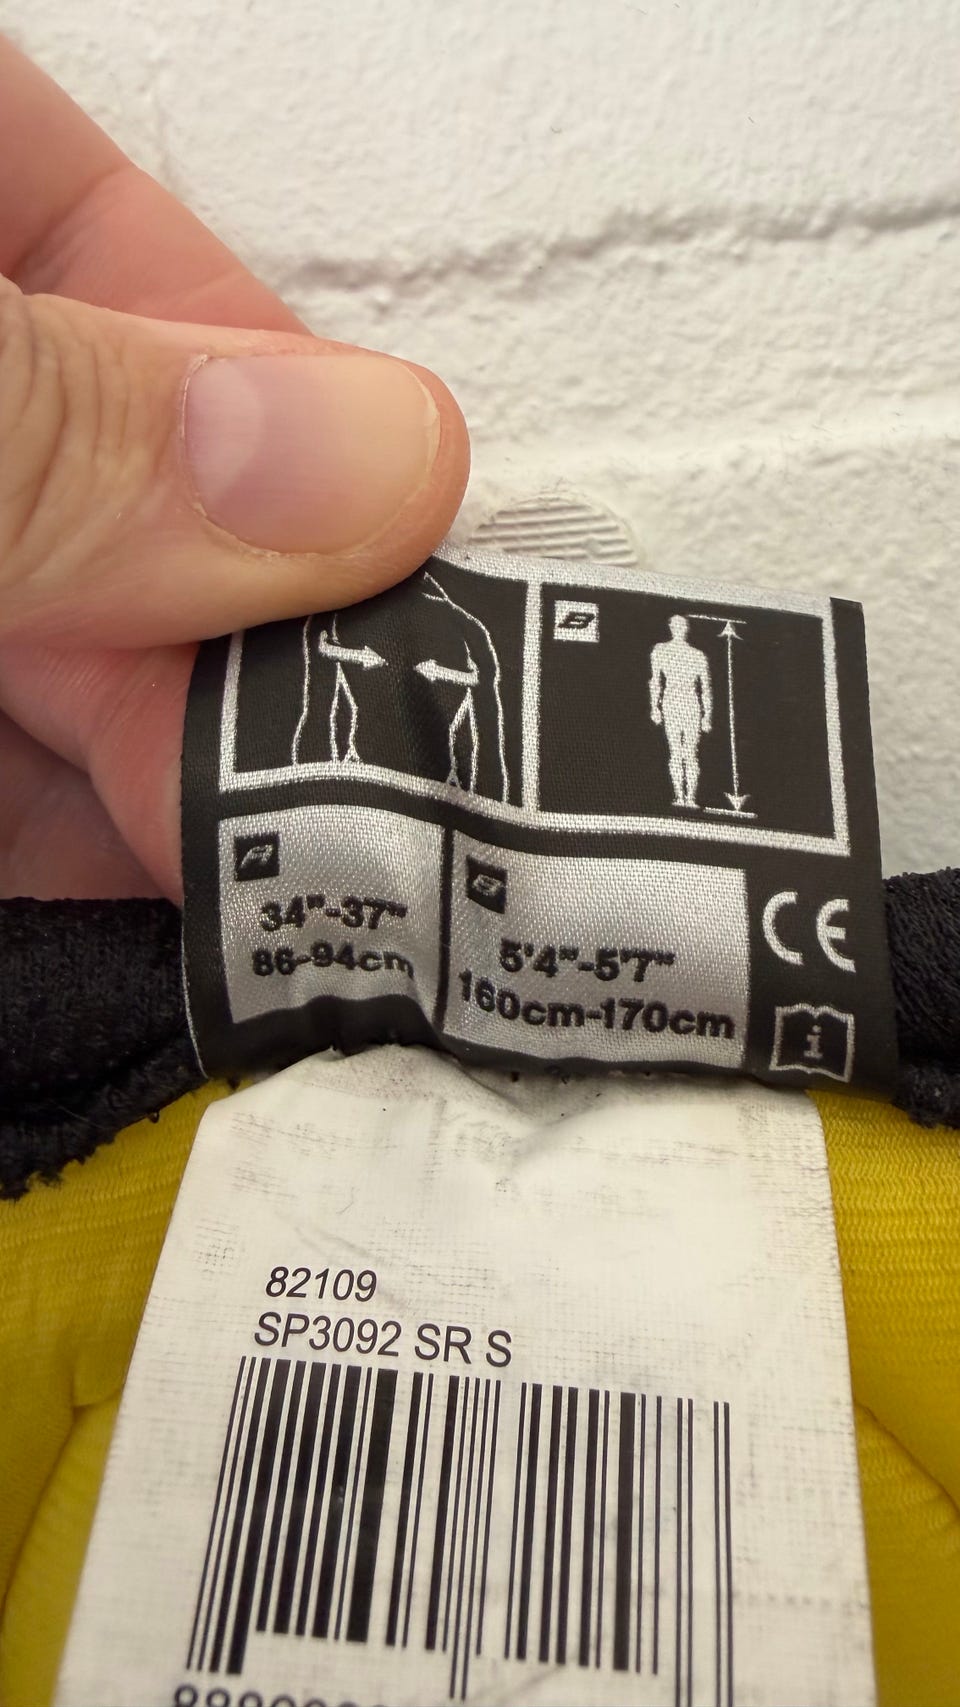 B
A
34"-37"
86-94cm
B
5'4"-5'7"
160cm-170cm
CE
i
82109
SP3092 SR S